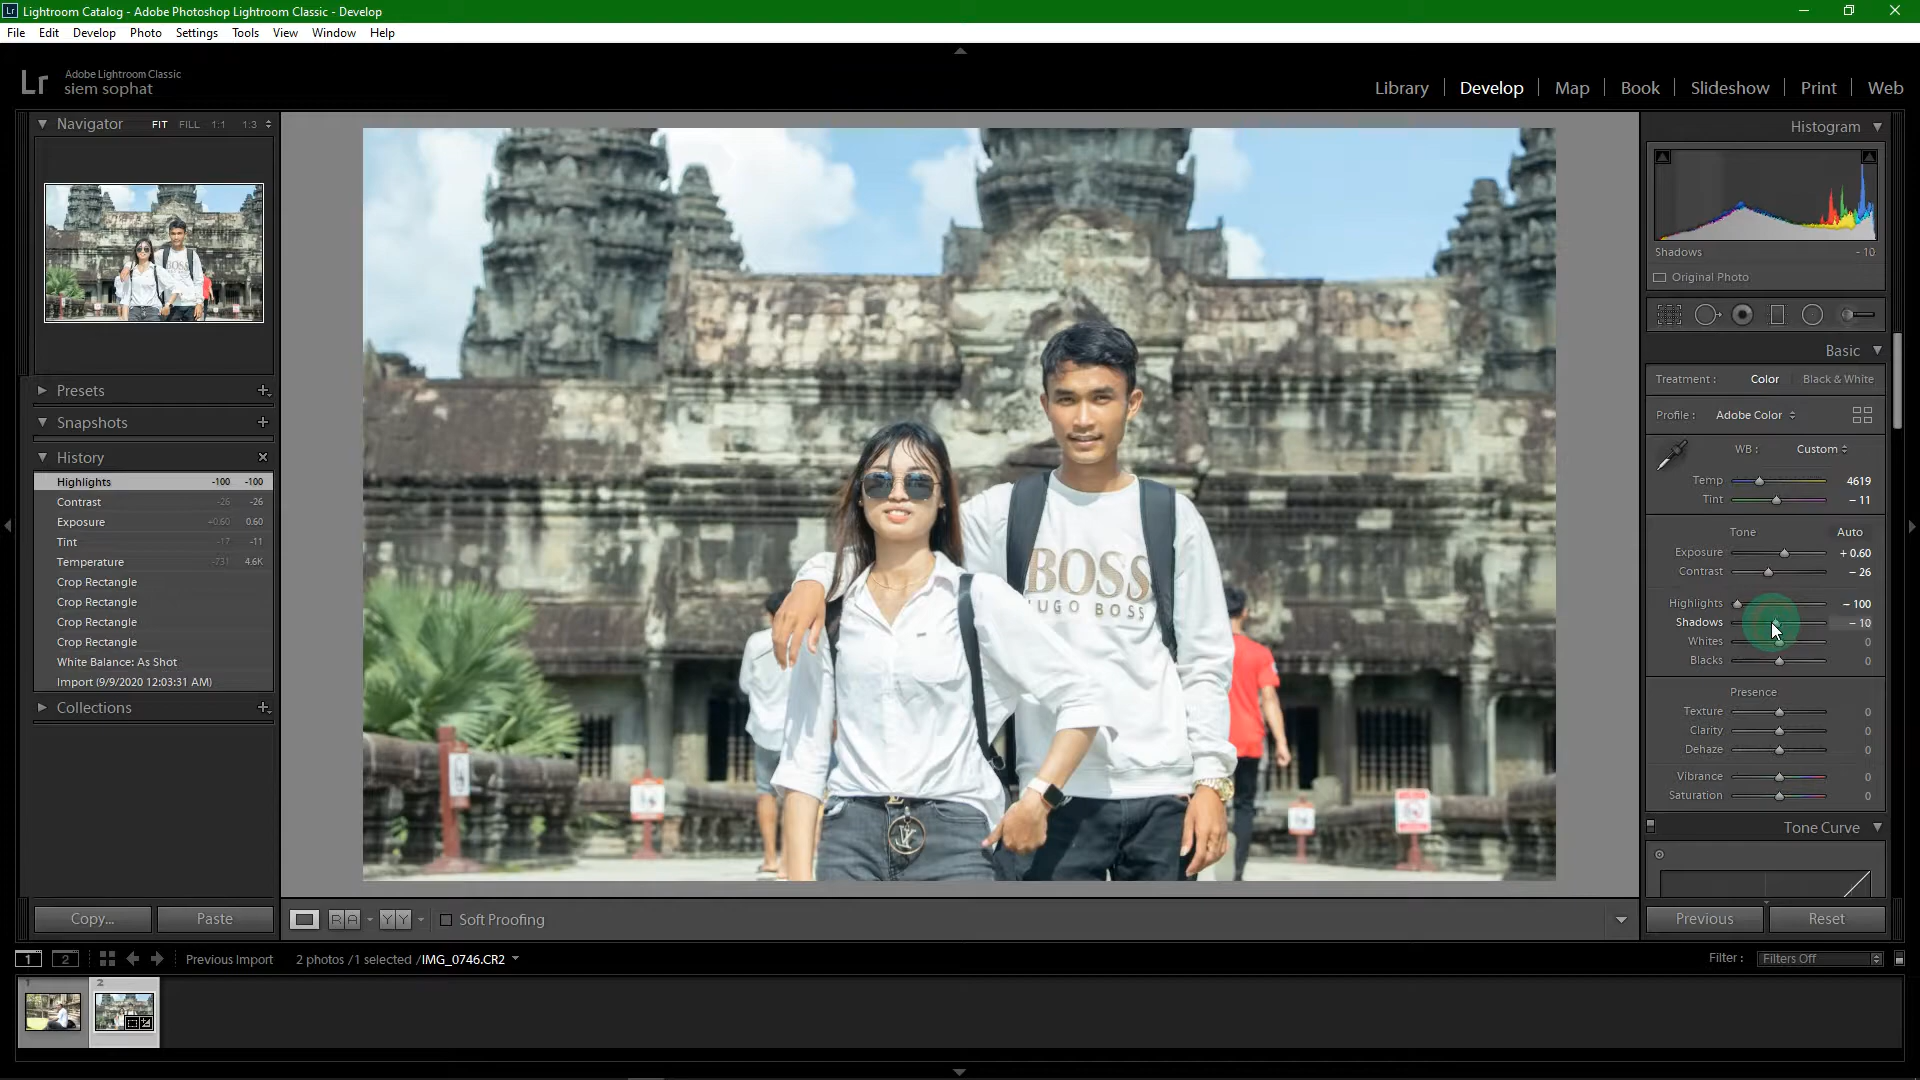 Lr Lightroom Catalog - Adobe Photoshop Lightroom Classic - Develop
File Edit Develop Photo Settings Tools View Window Help
Lr Adobe Lightroom Classic
siem sophat
Library Develop Map Book Slideshow Print Web
Navigator FIT FILL 1:1 1:3
Presets
Snapshots
History
Highlights -100 -100
Contrast -26 -26
Exposure +0.60 0.60
Tint -17 -11
Temperature -731 4.6K
Crop Rectangle
Crop Rectangle
Crop Rectangle
Crop Rectangle
White Balance: As Shot
Import (9/9/2020 12:03:31 AM)
Collections
Copy... Paste
BOSS
HUGO BOSS
Histogram
Shadows - 10
Original Photo
Basic
Treatment : Color Black & White
Profile : Adobe Color
WB : Custom
Temp 4619
Tint - 11
Tone Auto
Exposure + 0.60
Contrast - 26
Highlights - 100
Shadows - 10
Whites 0
Blacks 0
Presence
Texture 0
Clarity 0
Dehaze 0
Vibrance 0
Saturation 0
Tone Curve
Previous Reset
R A Y Y Soft Proofing
1 2 Previous Import 2 photos /1 selected /IMG_0746.CR2 Filter : Filters Off
1 2